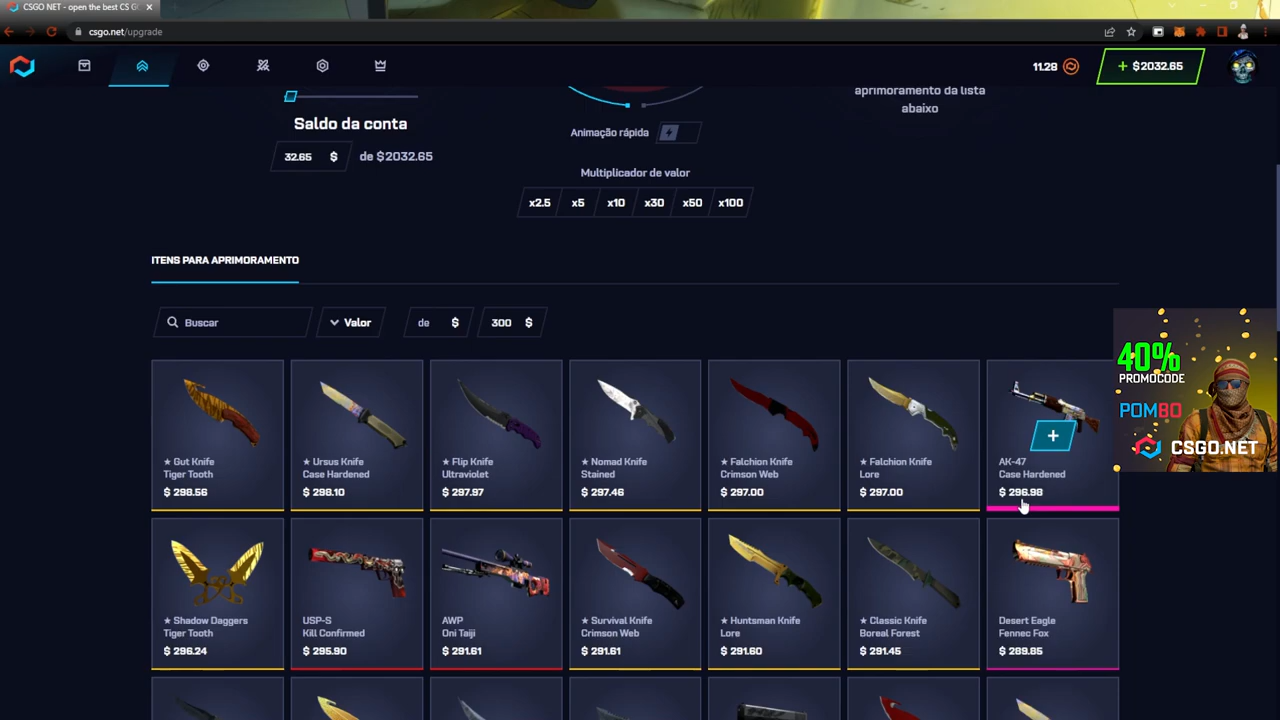 CSGO.NET - open the best CS G
csgo.net/upgrade
11.28
+ $2032.65
aprimoramento da lista
abaixo
Saldo da conta
32.65 $ de $2032.65
Animação rápida
Multiplicador de valor
x2.5 x5 x10 x30 x50 x100
ITENS PARA APRIMORAMENTO
Buscar
Valor
de $
300 $
★ Gut Knife
Tiger Tooth
$ 298.56
★ Ursus Knife
Case Hardened
$ 298.10
★ Flip Knife
Ultraviolet
$ 297.97
★ Nomad Knife
Stained
$ 297.46
★ Falchion Knife
Crimson Web
$ 297.00
★ Falchion Knife
Lore
$ 297.00
AK-47
Case Hardened
$ 296.98
40%
PROMOCODE
POMBO
CSGO.NET
★ Shadow Daggers
Tiger Tooth
$ 296.24
USP-S
Kill Confirmed
$ 295.90
AWP
Oni Taiji
$ 291.61
★ Survival Knife
Crimson Web
$ 291.61
★ Huntsman Knife
Lore
$ 291.60
★ Classic Knife
Boreal Forest
$ 291.45
Desert Eagle
Fennec Fox
$ 289.85